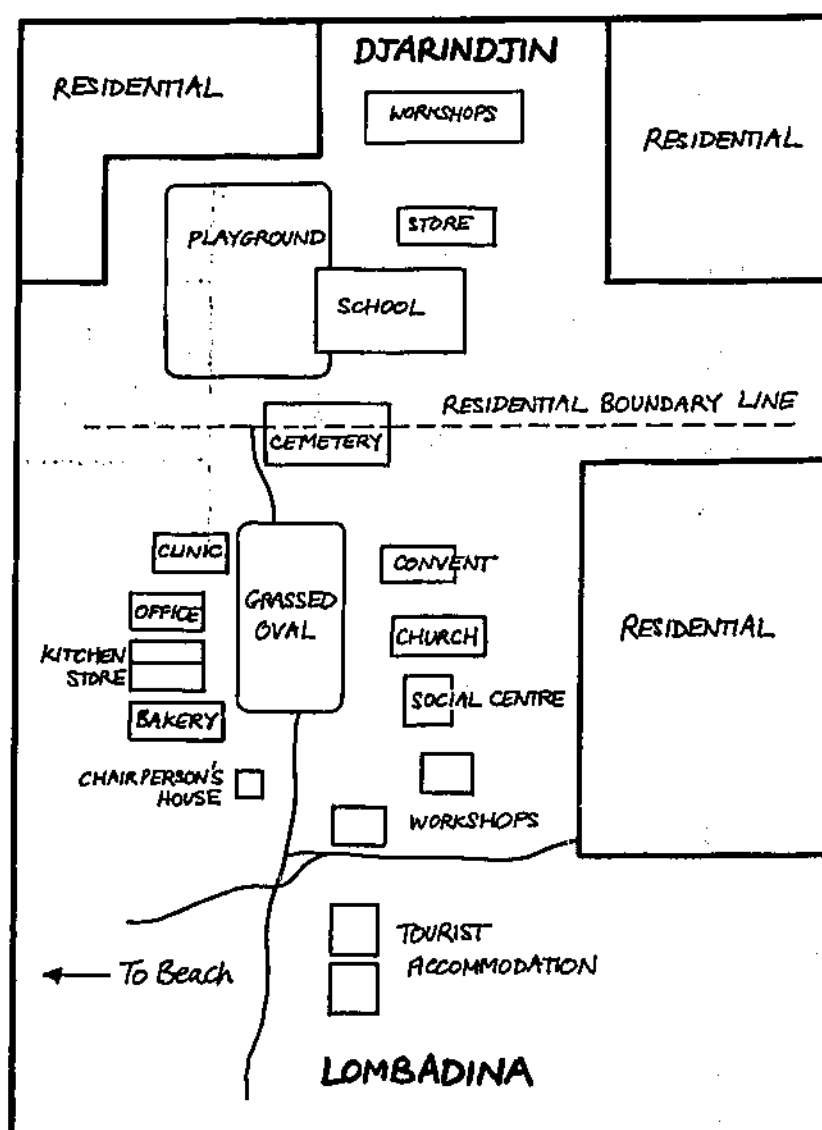 DJARINDJIN
RESIDENTIAL
WORKSHOPS
RESIDENTIAL
STORE
PLAYGROUND
SCHOOL
RESIDENTIAL BOUNDARY LINE
CEMETERY
CLINIC
CONVENT
OFFICE
GRASSED
OVAL
CHURCH
RESIDENTIAL
KITCHEN
STORE
SOCIAL CENTRE
BAKERY
CHAIRPERSON'S
HOUSE
WORKSHOPS
TOURIST
ACCOMMODATION
To Beach
LOMBADINA